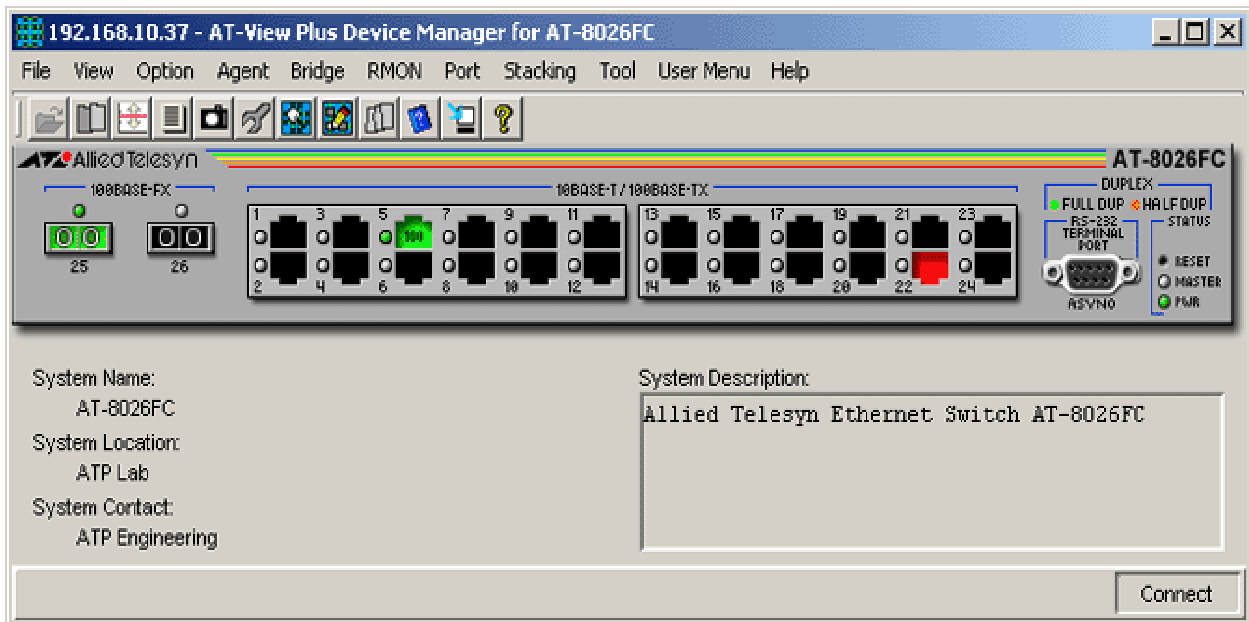 192.168.10.37 - AT-View Plus Device Manager for AT-8026FC
File View Option Agent Bridge RMON Port Stacking Tool User Menu Help
Allied Telesyn
AT-8026FC
100BASE-FX
10BASE-T/100BASE-TX
DUPLEX
FULL DUP HALF DUP
RS-232 TERMINAL PORT
STATUS
1 3 5 7 9 11 13 15 17 19 21 23
100
25 26
2 4 6 8 10 12 14 16 18 20 22 24
RESET
MASTER
PWR
ASYN0
System Name:
AT-8026FC
System Location:
ATP Lab
System Contact:
ATP Engineering
System Description:
Allied Telesyn Ethernet Switch AT-8026FC
Connect